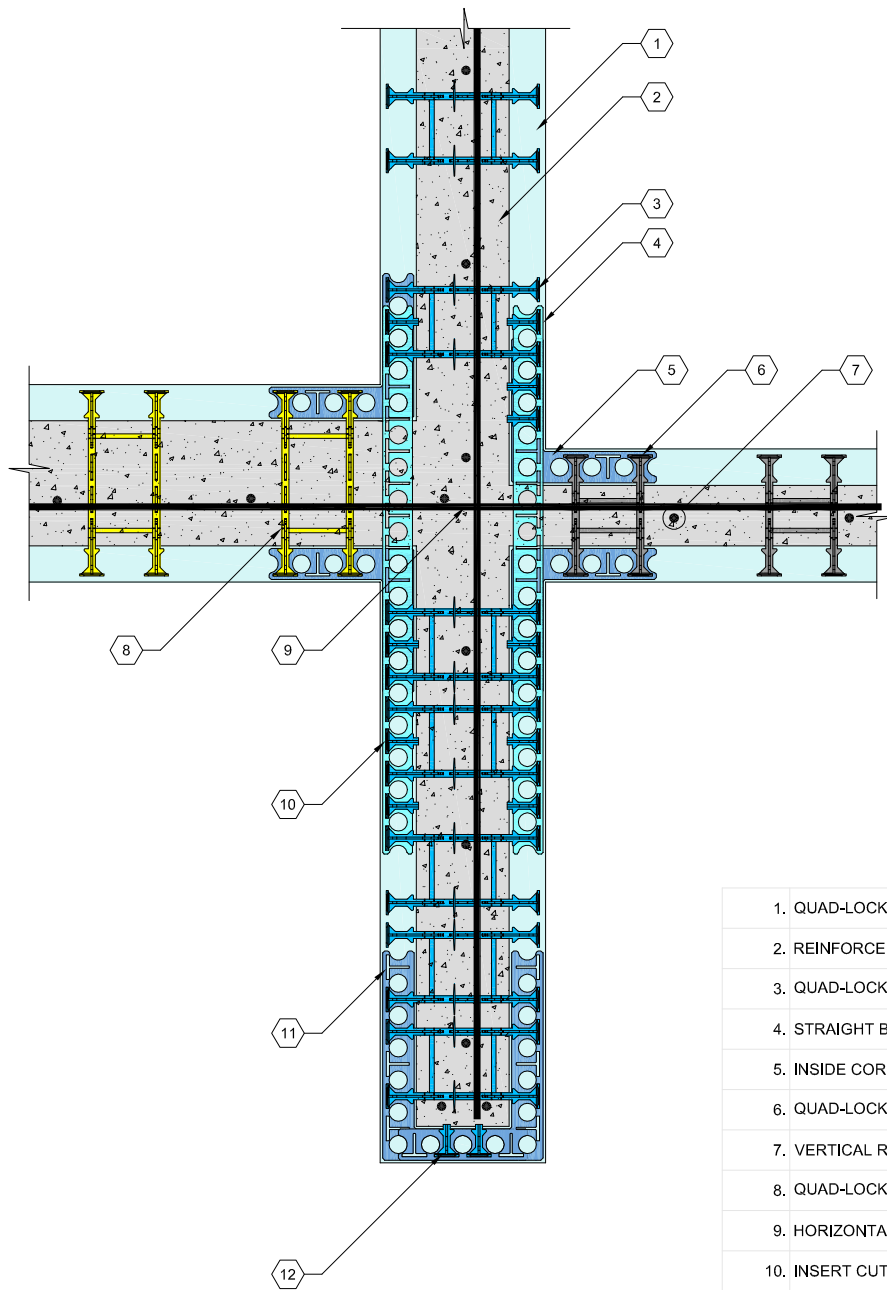 1
2
3
4
5
6
7
8
9
10
11
12
1. QUAD-LOCK
2. REINFORCE
3. QUAD-LOCK
4. STRAIGHT B
5. INSIDE COR
6. QUAD-LOCK
7. VERTICAL R
8. QUAD-LOCK
9. HORIZONTA
10. INSERT CUT